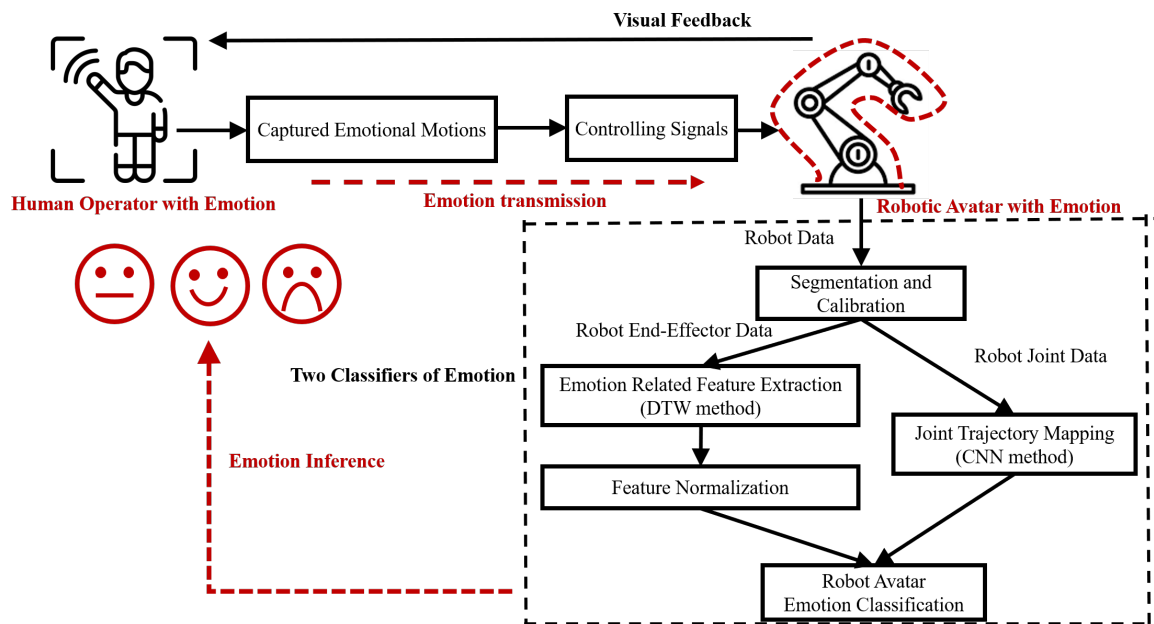 Visual Feedback
Captured Emotional Motions
Controlling Signals
Human Operator with Emotion
Emotion transmission
Robotic Avatar with Emotion
Robot Data
Segmentation and
Calibration
Robot End-Effector Data
Robot Joint Data
Two Classifiers of Emotion
Emotion Related Feature Extraction
(DTW method)
Joint Trajectory Mapping
(CNN method)
Emotion Inference
Feature Normalization
Robot Avatar
Emotion Classification